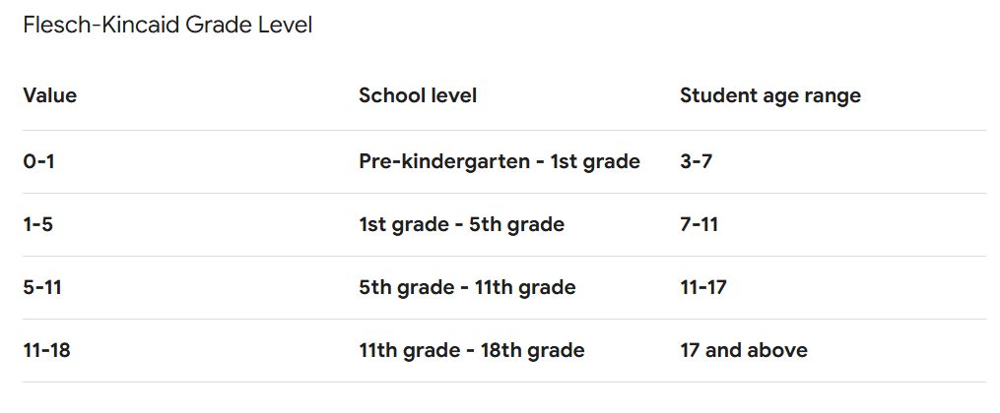 Flesch-Kincaid Grade Level
Value School level Student age range
0-1 Pre-kindergarten - 1st grade 3-7
1-5 1st grade - 5th grade 7-11
5-11 5th grade - 11th grade 11-17
11-18 11th grade - 18th grade 17 and above